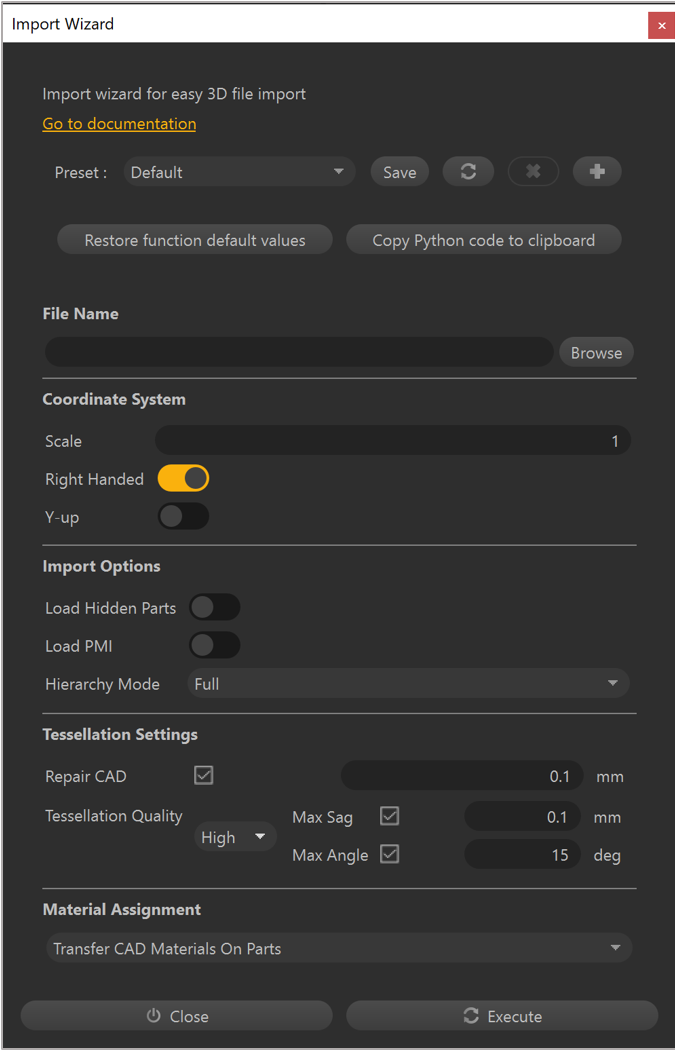 Import Wizard
Import wizard for easy 3D file import
Go to documentation
Preset : Default Save
Restore function default values Copy Python code to clipboard
File Name
Browse
Coordinate System
Scale 1
Right Handed
Y-up
Import Options
Load Hidden Parts
Load PMI
Hierarchy Mode Full
Tessellation Settings
Repair CAD 0.1 mm
Tessellation Quality High
Max Sag 0.1 mm
Max Angle 15 deg
Material Assignment
Transfer CAD Materials On Parts
Close Execute